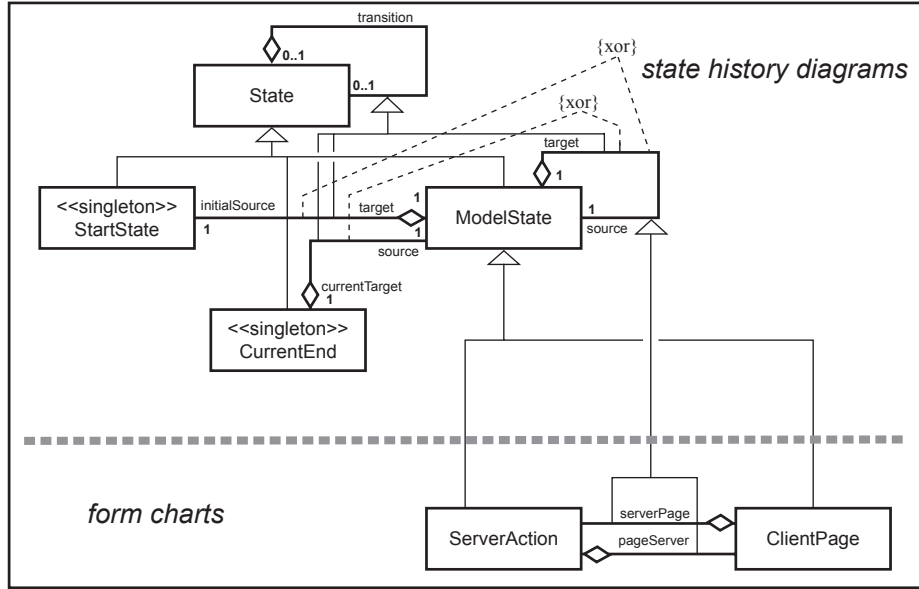 transition
0..1
State
0..1
{xor}
state history diagrams
{xor}
target
1
<<singleton>>
StartState
initialSource
1
target
1
ModelState
1
source
1
source
currentTarget
1
<<singleton>>
CurrentEnd
form charts
ServerAction
serverPage
pageServer
ClientPage